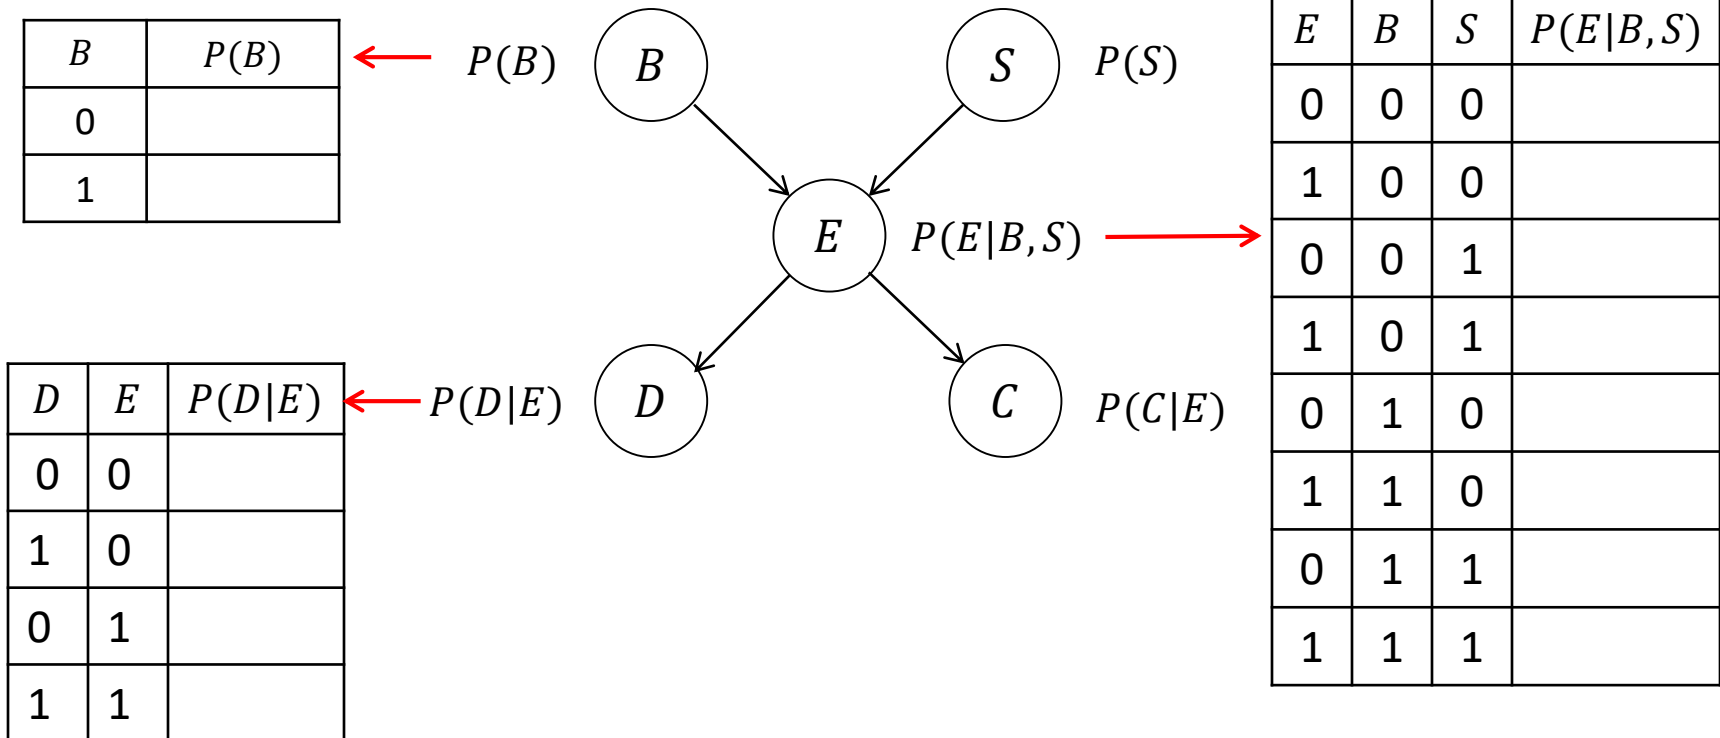 B P(B)
0
1
P(B)
B
S
P(S)
E
P(E|B,S)
E B S P(E|B,S)
0 0 0
1 0 0
0 0 1
1 0 1
0 1 0
1 1 0
0 1 1
1 1 1
D E P(D|E)
0 0
1 0
0 1
1 1
P(D|E)
D
C
P(C|E)